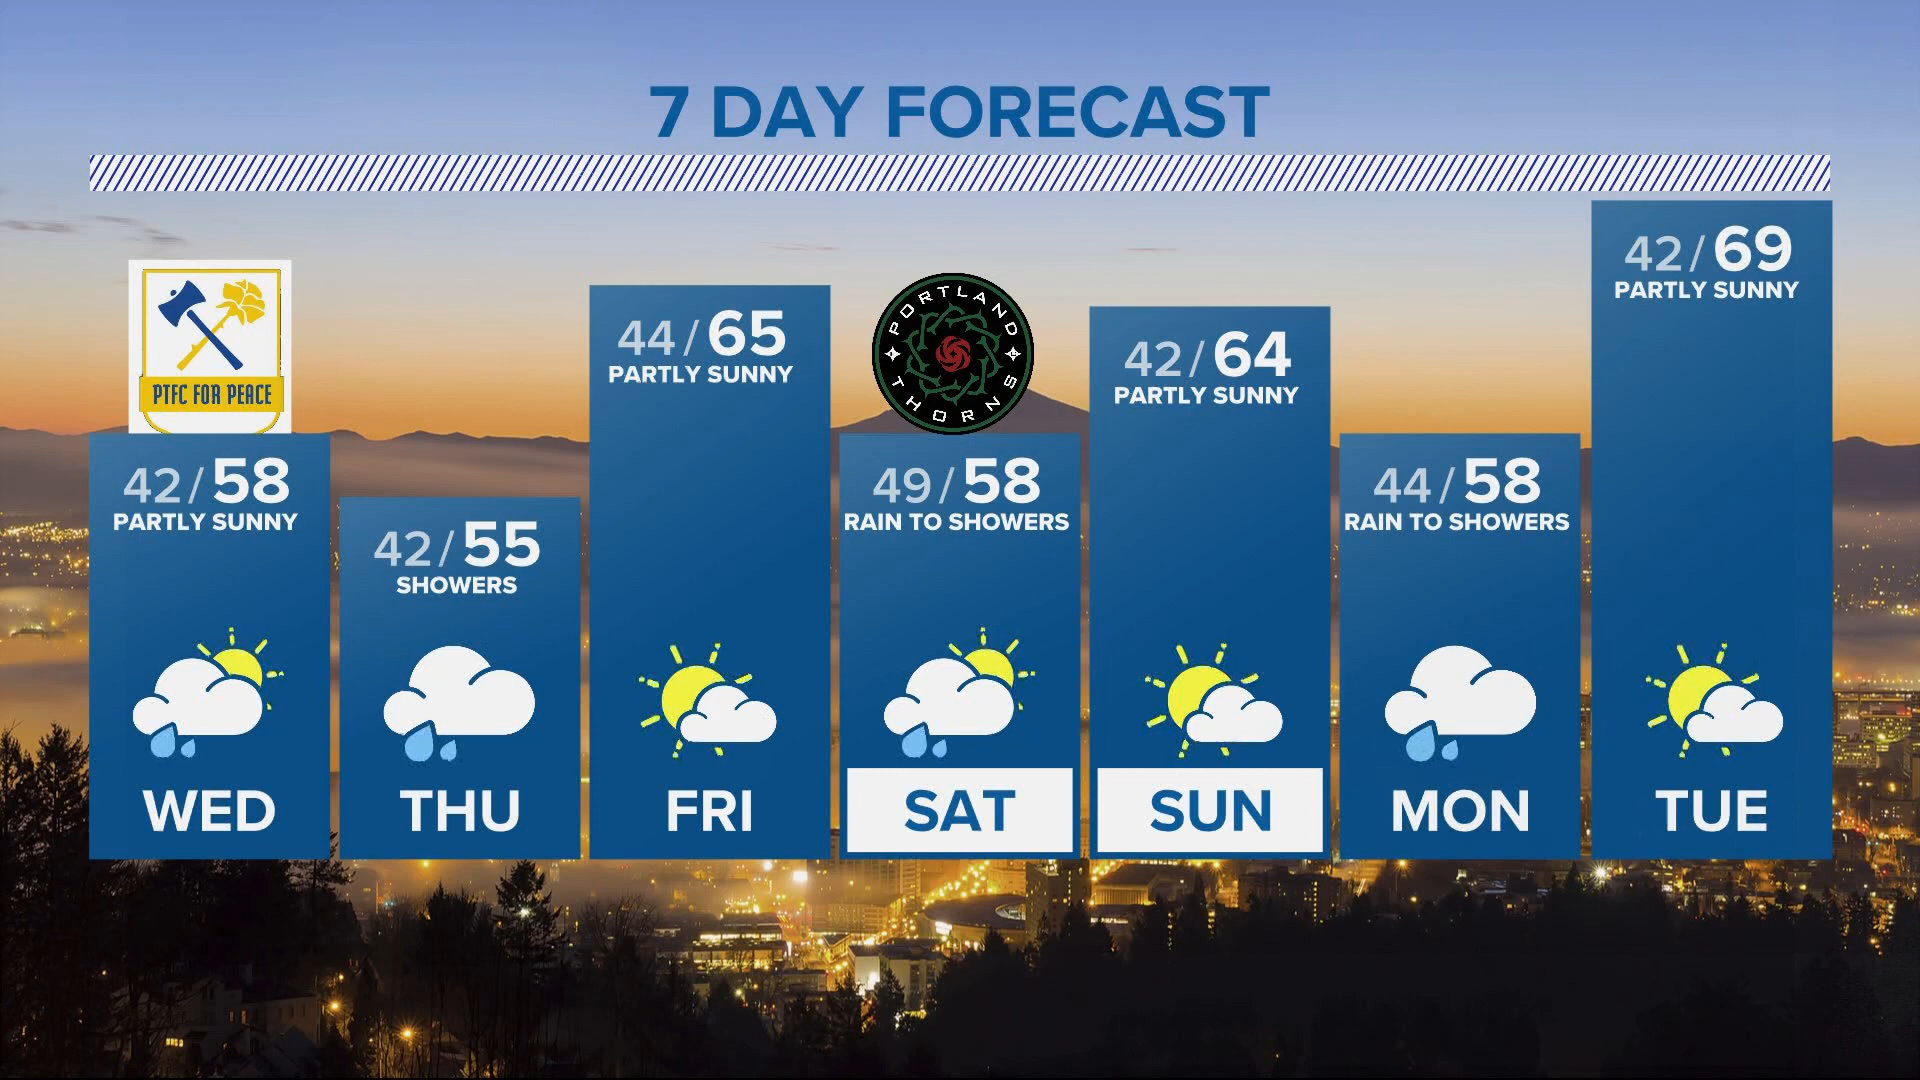 7 DAY FORECAST
PTFC FOR PEACE
42/58
PARTLY SUNNY
WED
42/55
SHOWERS
THU
44/65
PARTLY SUNNY
FRI
PORTLAND
THORNS
49/58
RAIN TO SHOWERS
SAT
42/64
PARTLY SUNNY
SUN
44/58
RAIN TO SHOWERS
MON
42/69
PARTLY SUNNY
TUE